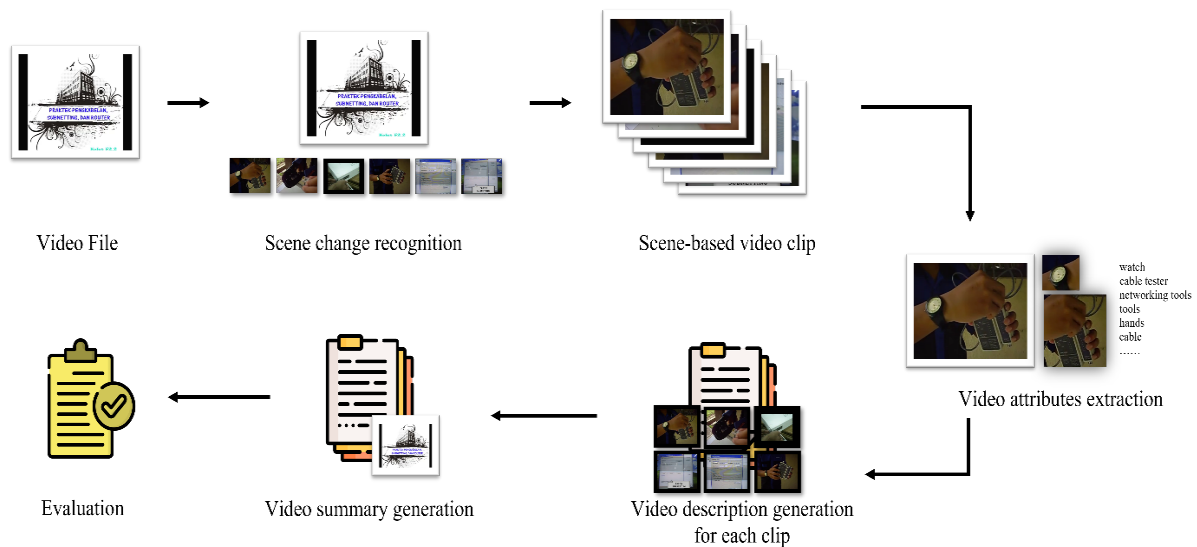 PRAKTEK PENGKABELAN,
SUBNETTING, DAN ROUTER
PRAKTEK PENGKABELAN,
SUBNETTING, DAN ROUTER
Video File
Scene change recognition
Scene-based video clip
watch
cable tester
networking tools
tools
hands
cable
......
Video attributes extraction
Evaluation
Video summary generation
Video description generation
for each clip